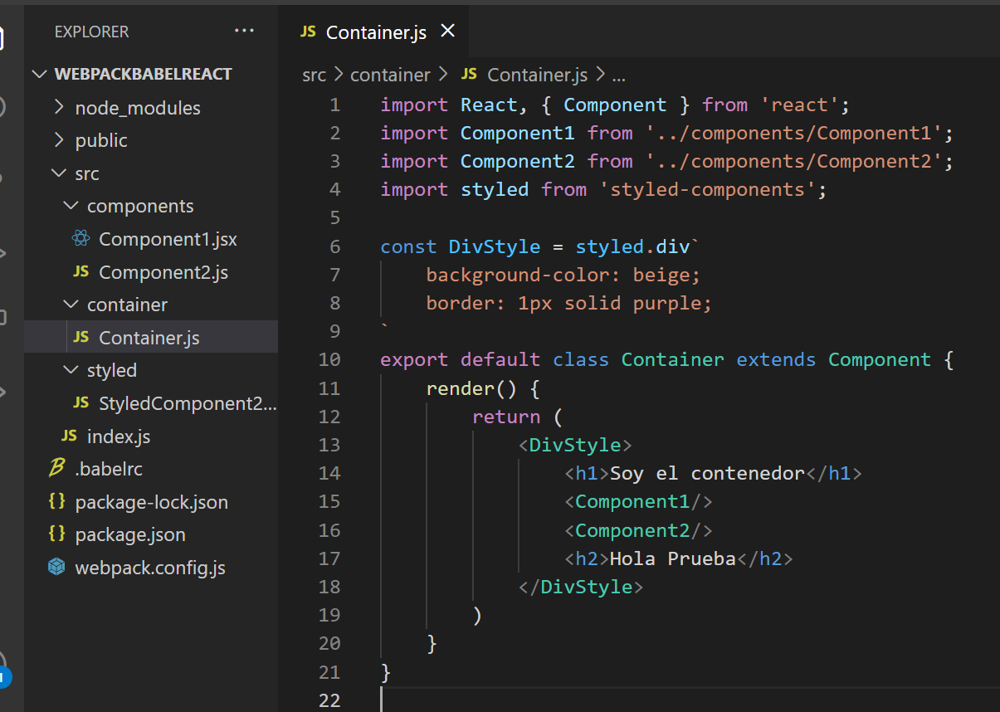 EXPLORER ...
WEBPACKBABELREACT
node_modules
public
src
components
Component1.jsx
JS Component2.js
container
JS Container.js
styled
JS StyledComponent2...
JS index.js
.babelrc
{} package-lock.json
{} package.json
webpack.config.js
JS Container.js ×
src > container > JS Container.js > ...
1 import React, { Component } from 'react';
2 import Component1 from '../components/Component1';
3 import Component2 from '../components/Component2';
4 import styled from 'styled-components';
5
6 const DivStyle = styled.div`
7     background-color: beige;
8     border: 1px solid purple;
9 `
10 export default class Container extends Component {
11     render() {
12         return (
13             <DivStyle>
14                 <h1>Soy el contenedor</h1>
15                 <Component1/>
16                 <Component2/>
17                 <h2>Hola Prueba</h2>
18             </DivStyle>
19         )
20     }
21 }
22